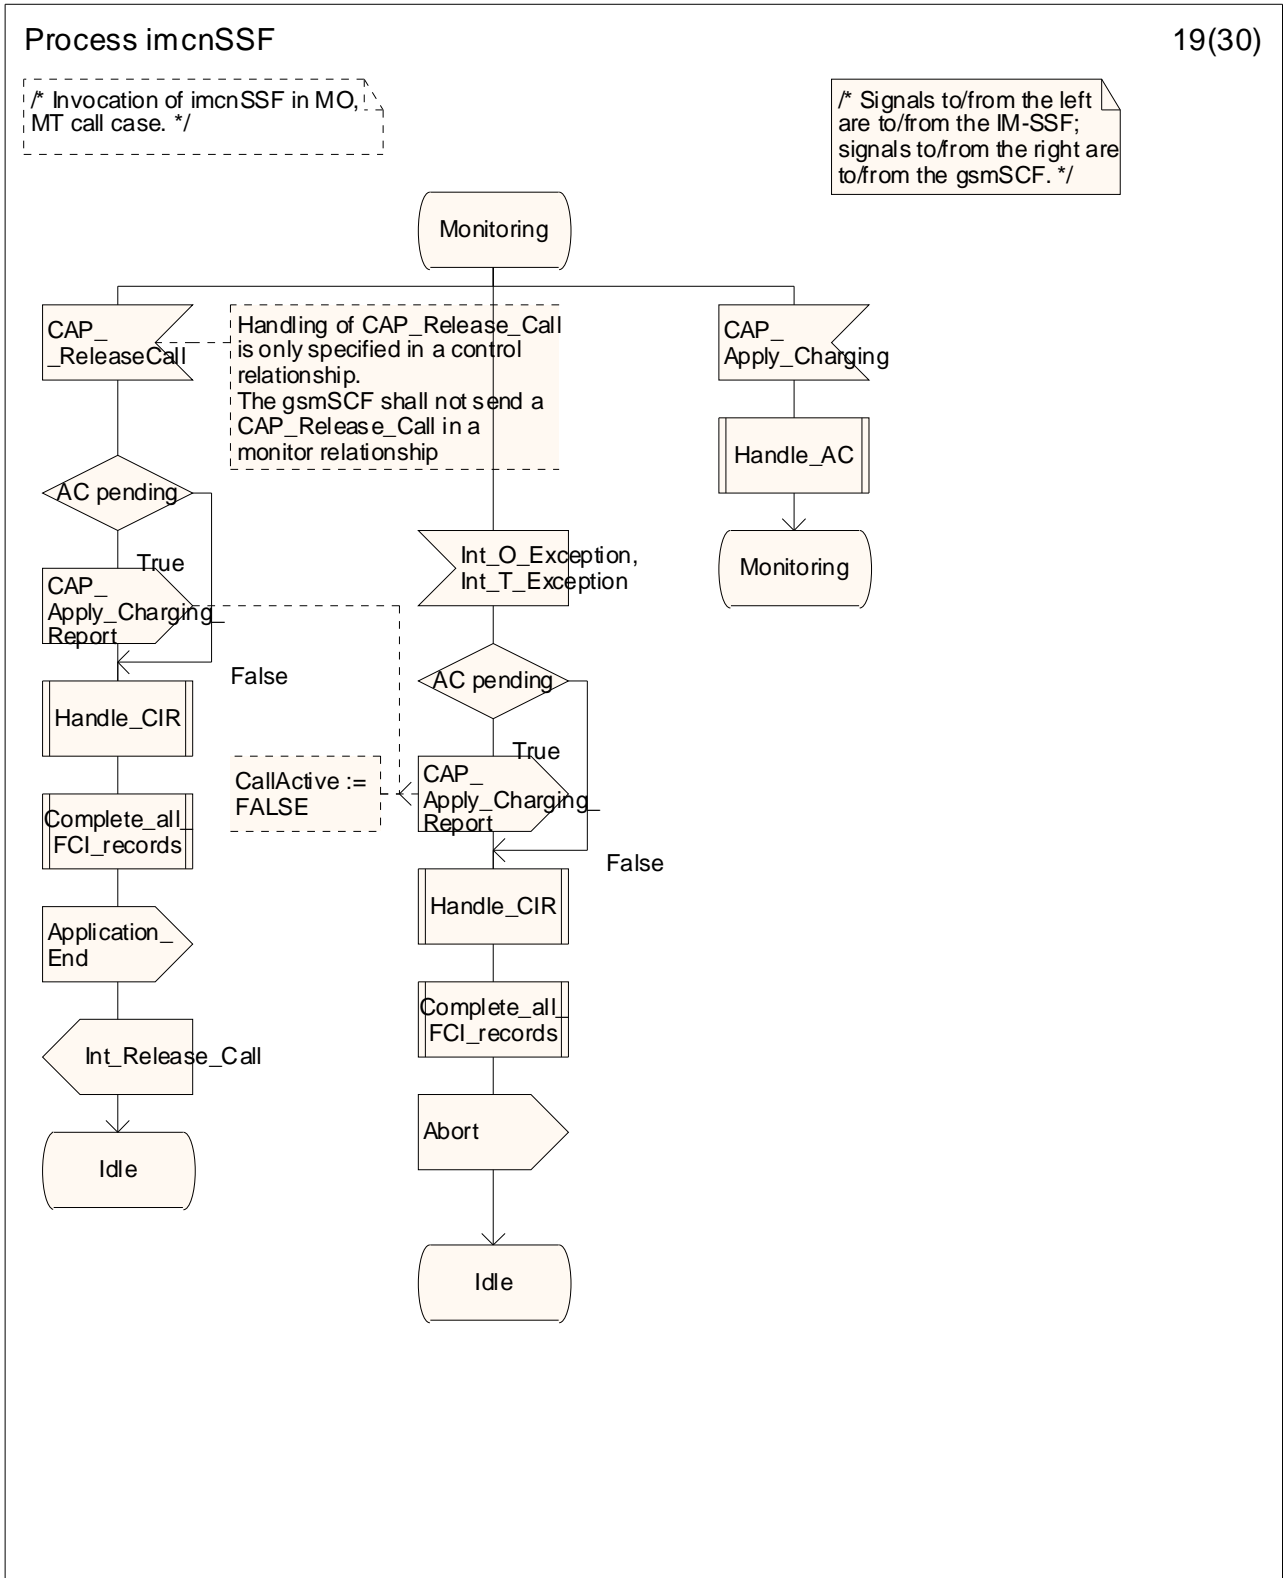 Process imcnSSF
19(30)
/* Invocation of imcnSSF in MO,
MT call case. */
/* Signals to/from the left
are to/from the IM-SSF;
signals to/from the right are
to/from the gsmSCF. */
Monitoring
CAP_
_ReleaseCall
Handling of CAP_Release_Call
is only specified in a control
relationship.
The gsmSCF shall not send a
CAP_Release_Call in a
monitor relationship
CAP_
Apply_Charging
Handle_AC
Monitoring
AC pending
True
CAP_
Apply_Charging_
Report
False
Handle_CIR
Complete_all_
FCI_records
Application_
End
Int_Release_Call
Idle
Int_O_Exception,
Int_T_Exception
AC pending
True
CallActive :=
FALSE
CAP_
Apply_Charging_
Report
False
Handle_CIR
Complete_all_
FCI_records
Abort
Idle